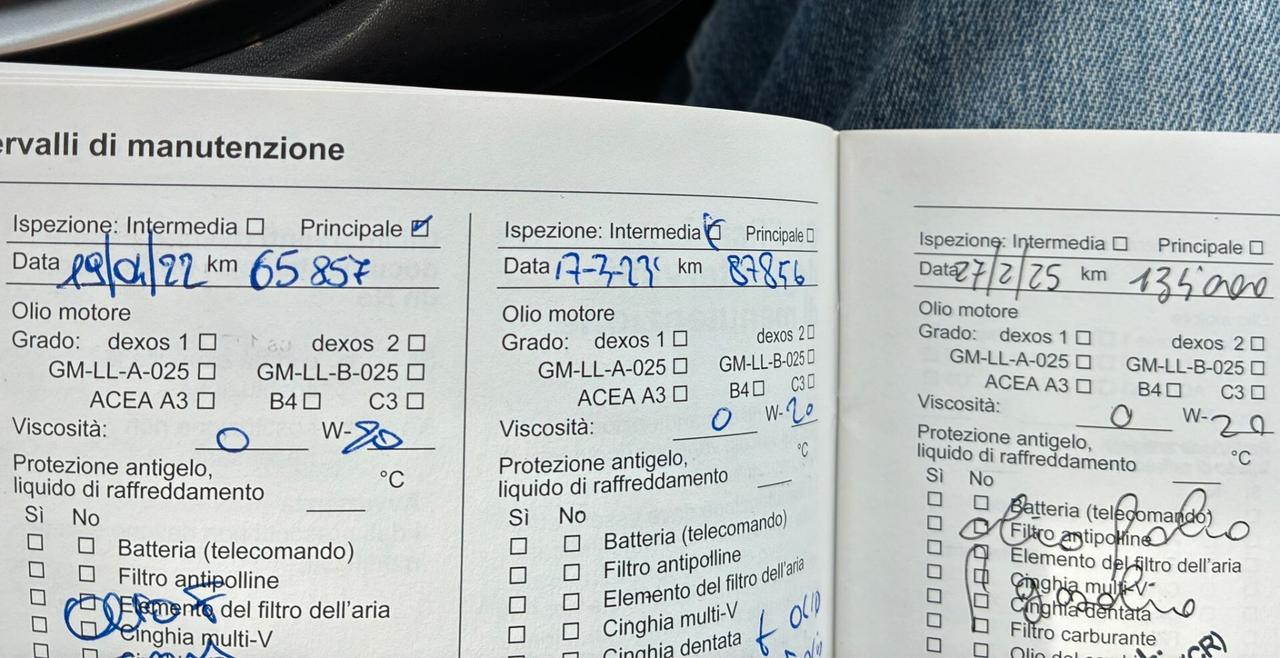 ervalli di manutenzione
Ispezione: Intermedia ☐ Principale ☑
Data 19/01/22 km 65 857
Olio motore
Grado: dexos 1 ☐ dexos 2 ☐
GM-LL-A-025 ☐ GM-LL-B-025 ☐
ACEA A3 ☐ B4 ☐ C3 ☐
Viscosità: 0 W-20
Protezione antigelo, °C
liquido di raffreddamento
Sì No
☐ ☐ Batteria (telecomando)
☐ ☐ Filtro antipolline
☐ ☐ Elemento del filtro dell'aria
☐ ☐ Cinghia multi-V
Ispezione: Intermedia ☑ Principale ☐
Data 17-3-23 km 87856
Olio motore
Grado: dexos 1 ☐ dexos 2 ☐
GM-LL-A-025 ☐ GM-LL-B-025 ☐
ACEA A3 ☐ B4 ☐ C3 ☐
Viscosità: 0 W-20
Protezione antigelo, °C
liquido di raffreddamento
Sì No
☐ ☐ Batteria (telecomando)
☐ ☐ Filtro antipolline
☐ ☐ Elemento del filtro dell'aria
☐ ☐ Cinghia multi-V
☐ ☐ Cinghia dentata
Ispezione: Intermedia ☐ Principale ☐
Data 27/2/25 km
Olio motore
Grado: dexos 1 ☐ dexos 2 ☐
GM-LL-A-025 ☐ GM-LL-B-025 ☐
ACEA A3 ☐ B4 ☐ C3 ☐
Viscosità: 0 W-20
Protezione antigelo, °C
liquido di raffreddamento
Sì No
☐ ☐ Batteria (telecomando)
☐ ☐ Filtro antipolline
☐ ☐ Elemento del filtro dell'aria
☐ ☐ Cinghia multi-V
☐ ☐ Cinghia dentata
☐ ☐ Filtro carburante